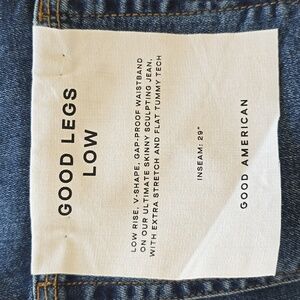 GOOD LEGS
LOW
LOW RISE, V-SHAPE, GAP-PROOF WAISTBAND
ON OUR ULTIMATE SKINNY SCULPTING JEAN.
WITH EXTRA STRETCH AND FLAT TUMMY TECH
INSEAM: 29"
GOOD AMERICAN